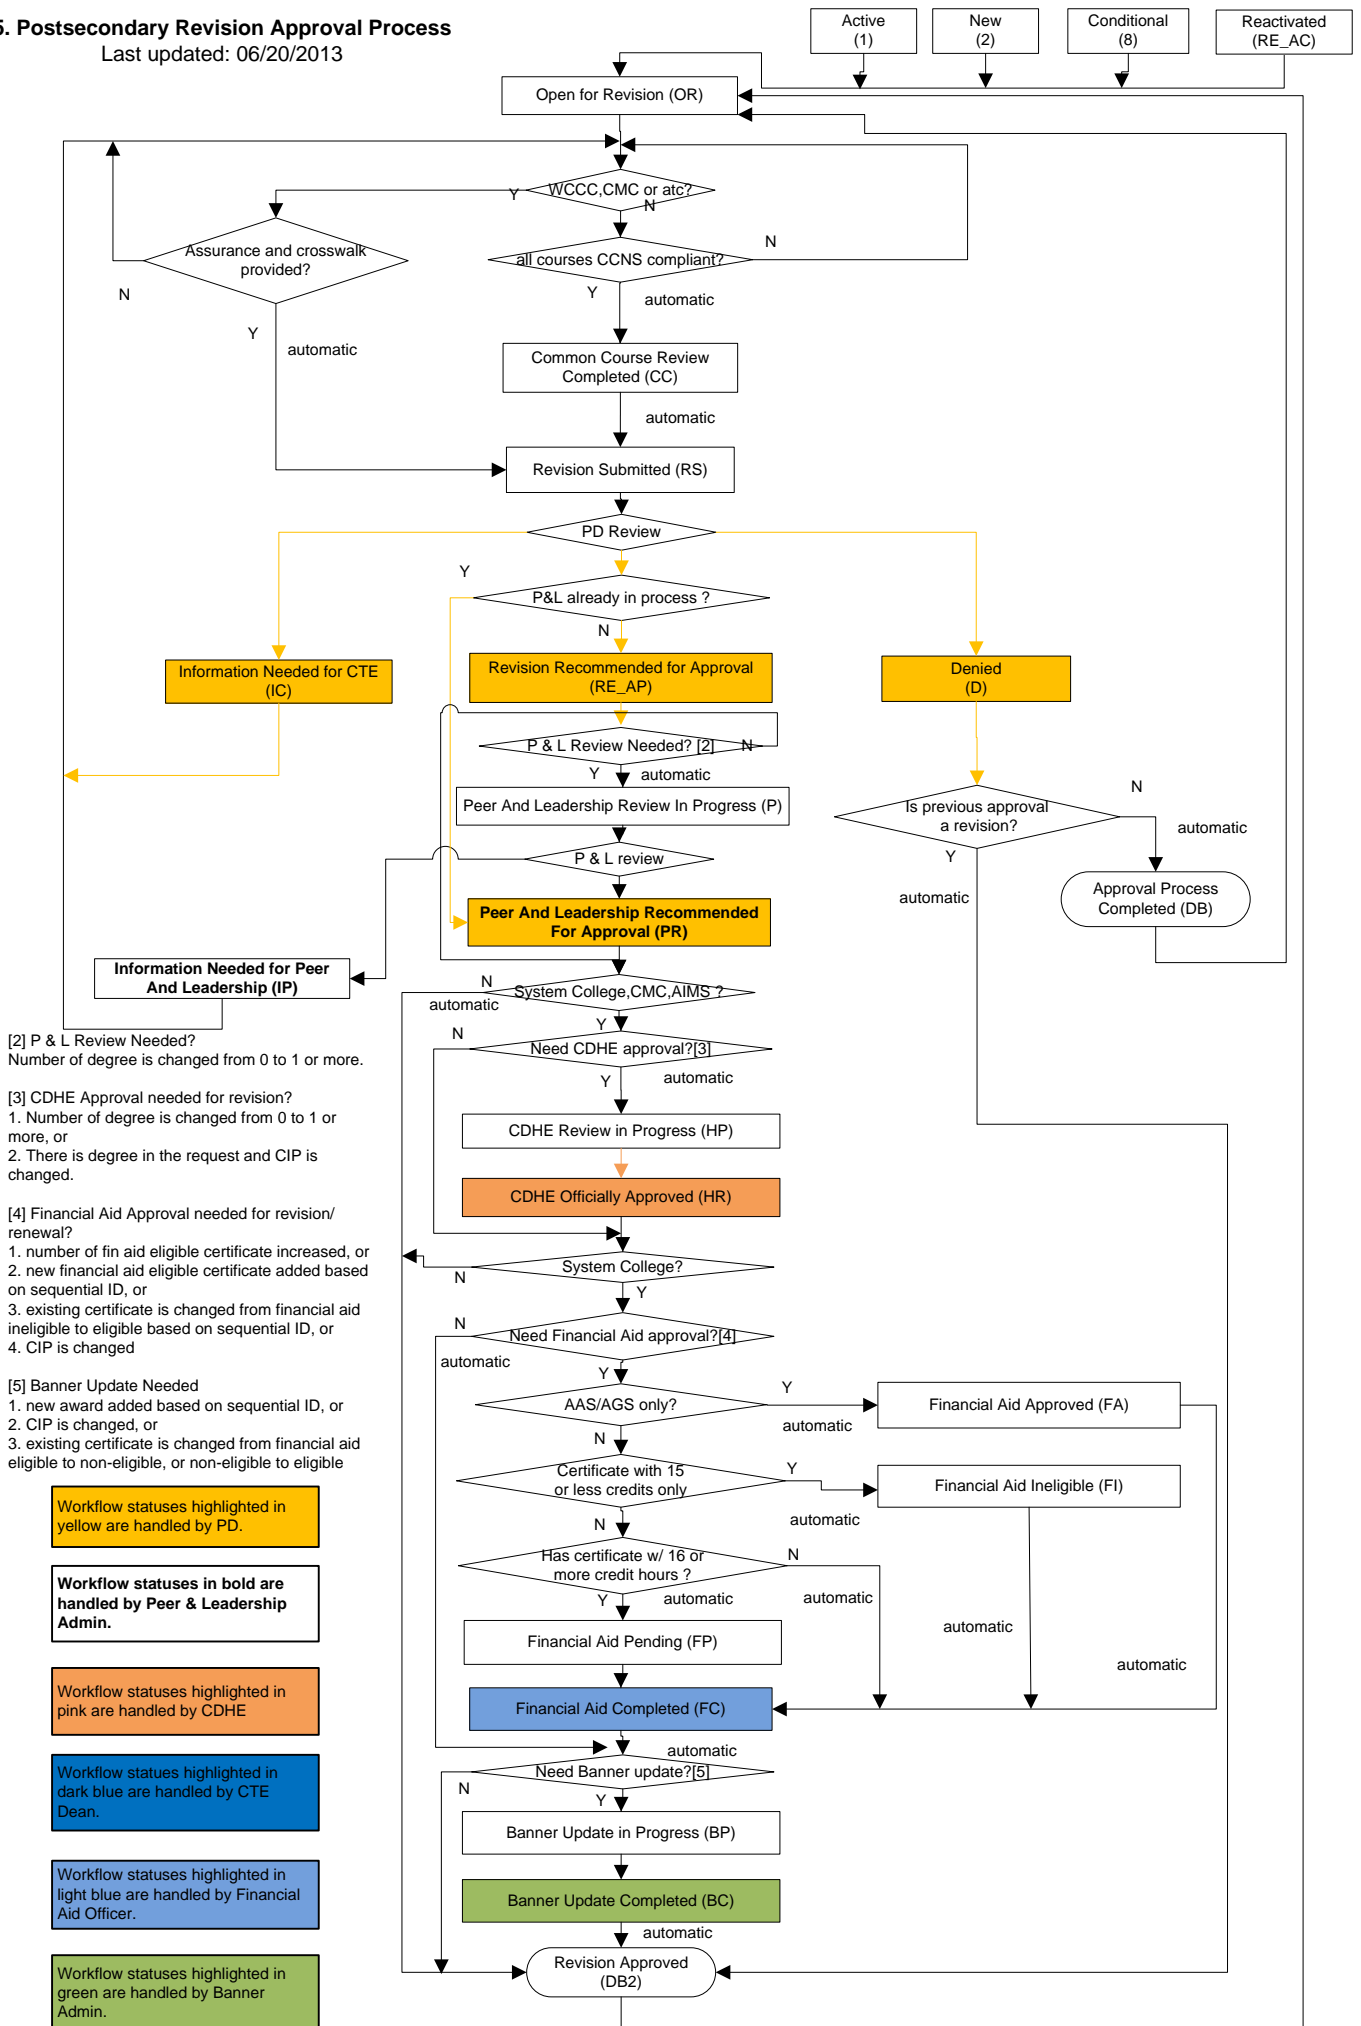 5. Postsecondary Revision Approval Process
Last updated: 06/20/2013
Active
(1)
New
(2)
Conditional
(8)
Reactivated
(RE_AC)
Open for Revision (OR)
WCCC,CMC or atc?
Y
N
Assurance and crosswalk
provided?
N
Y
automatic
all courses CCNS compliant?
N
Y
automatic
Common Course Review
Completed (CC)
automatic
Revision Submitted (RS)
PD Review
Y
P&L already in process ?
N
Information Needed for CTE
(IC)
Revision Recommended for Approval
(RE_AP)
Denied
(D)
P & L Review Needed? [2]
N
Y
automatic
Peer And Leadership Review In Progress (P)
Is previous approval
a revision?
N
automatic
Y
automatic
P & L review
Approval Process
Completed (DB)
Peer And Leadership Recommended
For Approval (PR)
Information Needed for Peer
And Leadership (IP)
N
automatic
System College,CMC,AIMS ?
Y
N
Need CDHE approval?[3]
Y
automatic
CDHE Review in Progress (HP)
CDHE Officially Approved (HR)
System College?
N
Y
N
automatic
Need Financial Aid approval?[4]
Y
AAS/AGS only?
Y
automatic
Financial Aid Approved (FA)
N
Certificate with 15
or less credits only
Y
automatic
Financial Aid Ineligible (FI)
N
Has certificate w/ 16 or
more credit hours ?
N
automatic
Y
automatic
automatic
automatic
Financial Aid Pending (FP)
Financial Aid Completed (FC)
automatic
Need Banner update?[5]
N
Y
Banner Update in Progress (BP)
Banner Update Completed (BC)
automatic
Revision Approved
(DB2)
[2] P & L Review Needed?
Number of degree is changed from 0 to 1 or more.
[3] CDHE Approval needed for revision?
1. Number of degree is changed from 0 to 1 or
more, or
2. There is degree in the request and CIP is
changed.
[4] Financial Aid Approval needed for revision/
renewal?
1. number of fin aid eligible certificate increased, or
2. new financial aid eligible certificate added based
on sequential ID, or
3. existing certificate is changed from financial aid
ineligible to eligible based on sequential ID, or
4. CIP is changed
[5] Banner Update Needed
1. new award added based on sequential ID, or
2. CIP is changed, or
3. existing certificate is changed from financial aid
eligible to non-eligible, or non-eligible to eligible
Workflow statuses highlighted in
yellow are handled by PD.
Workflow statuses in bold are
handled by Peer & Leadership
Admin.
Workflow statuses highlighted in
pink are handled by CDHE
Workflow statues highlighted in
dark blue are handled by CTE
Dean.
Workflow statuses highlighted in
light blue are handled by Financial
Aid Officer.
Workflow statuses highlighted in
green are handled by Banner
Admin.